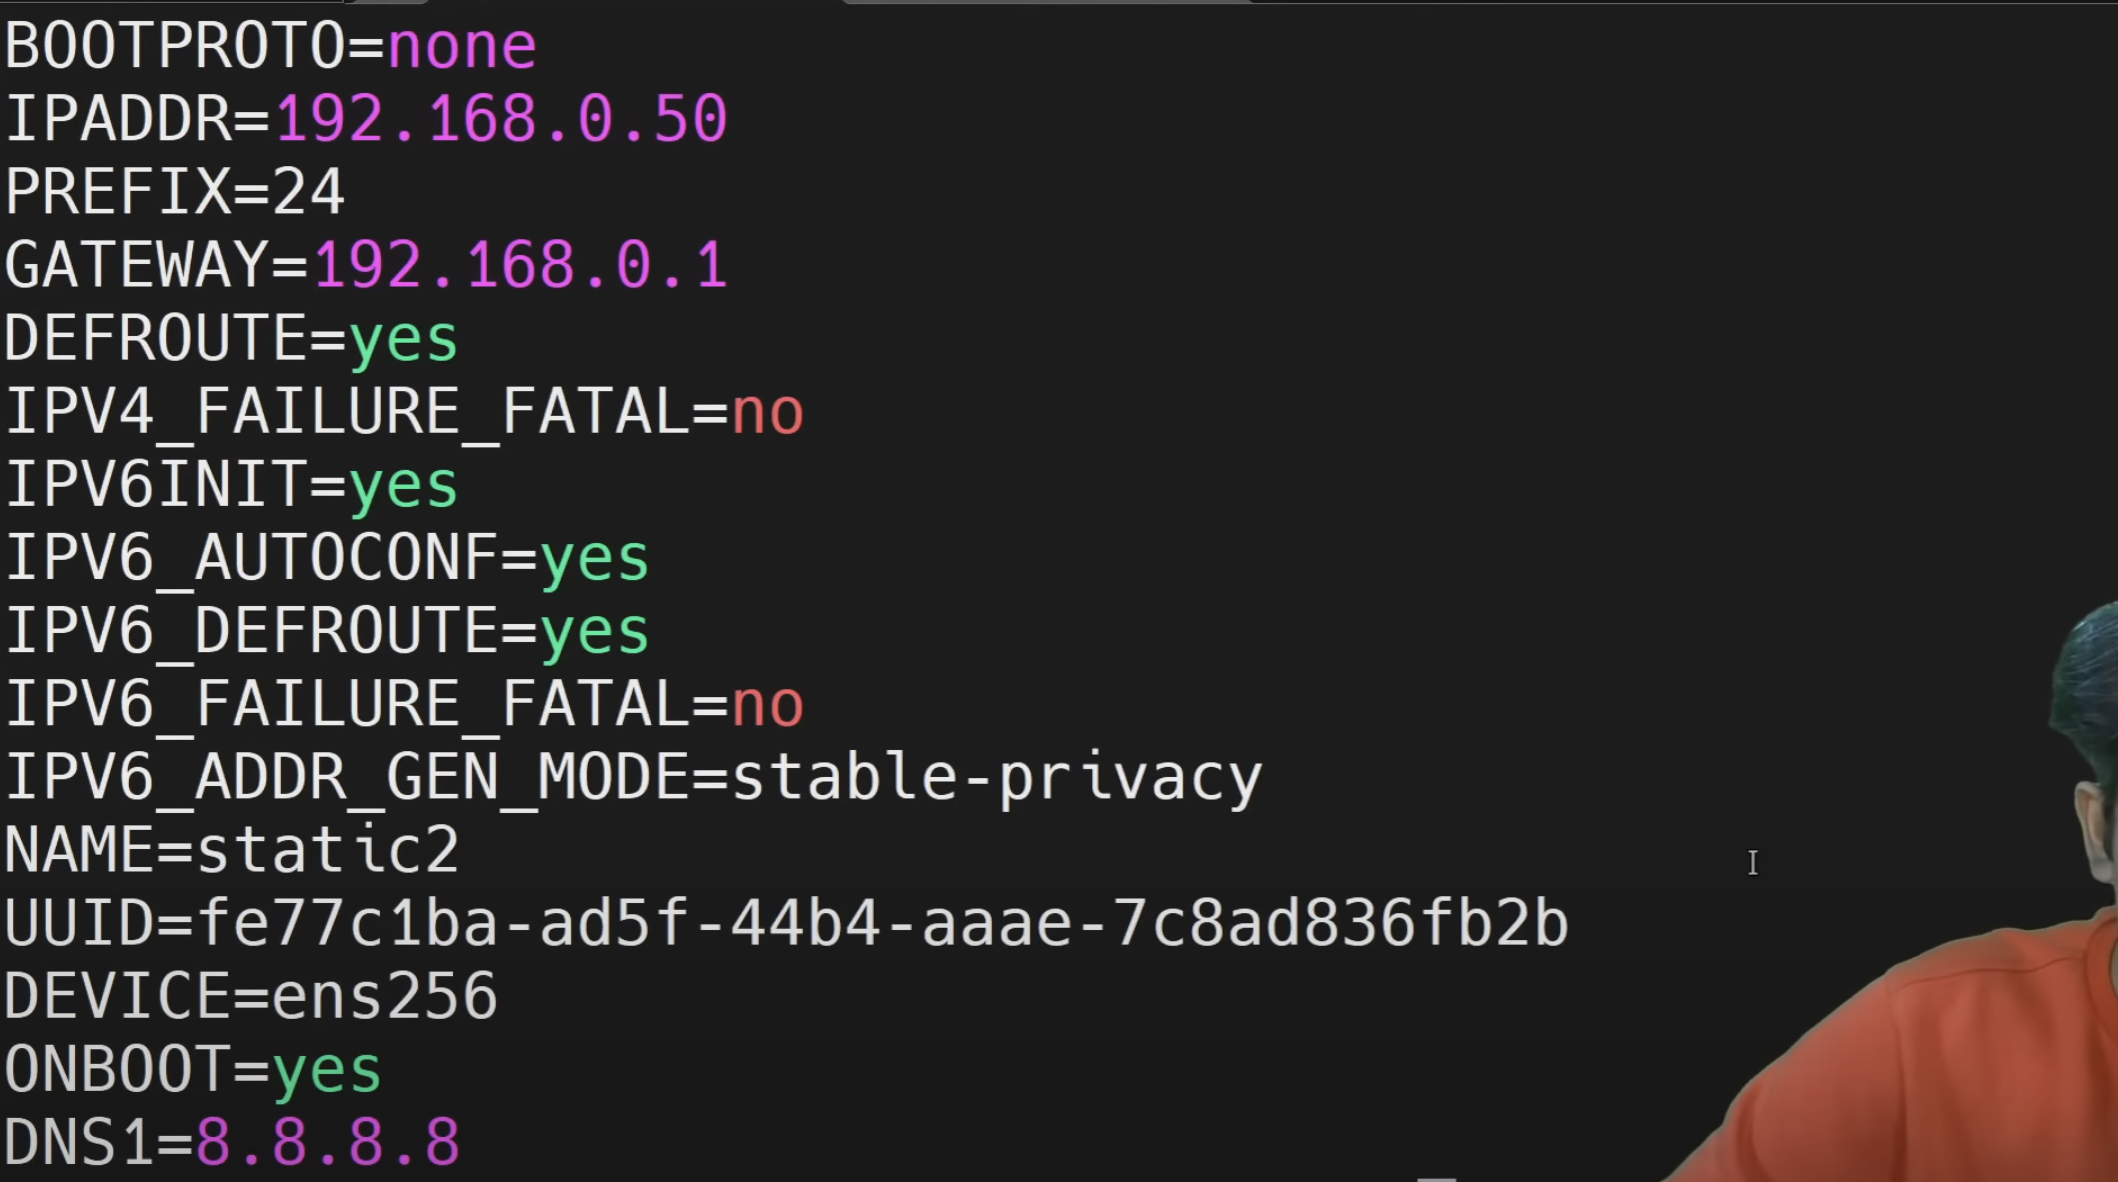 BOOTPROTO=none
IPADDR=192.168.0.50
PREFIX=24
GATEWAY=192.168.0.1
DEFROUTE=yes
IPV4_FAILURE_FATAL=no
IPV6INIT=yes
IPV6_AUTOCONF=yes
IPV6_DEFROUTE=yes
IPV6_FAILURE_FATAL=no
IPV6_ADDR_GEN_MODE=stable-privacy
NAME=static2
UUID=fe77c1ba-ad5f-44b4-aaae-7c8ad836fb2b
DEVICE=ens256
ONBOOT=yes
DNS1=8.8.8.8